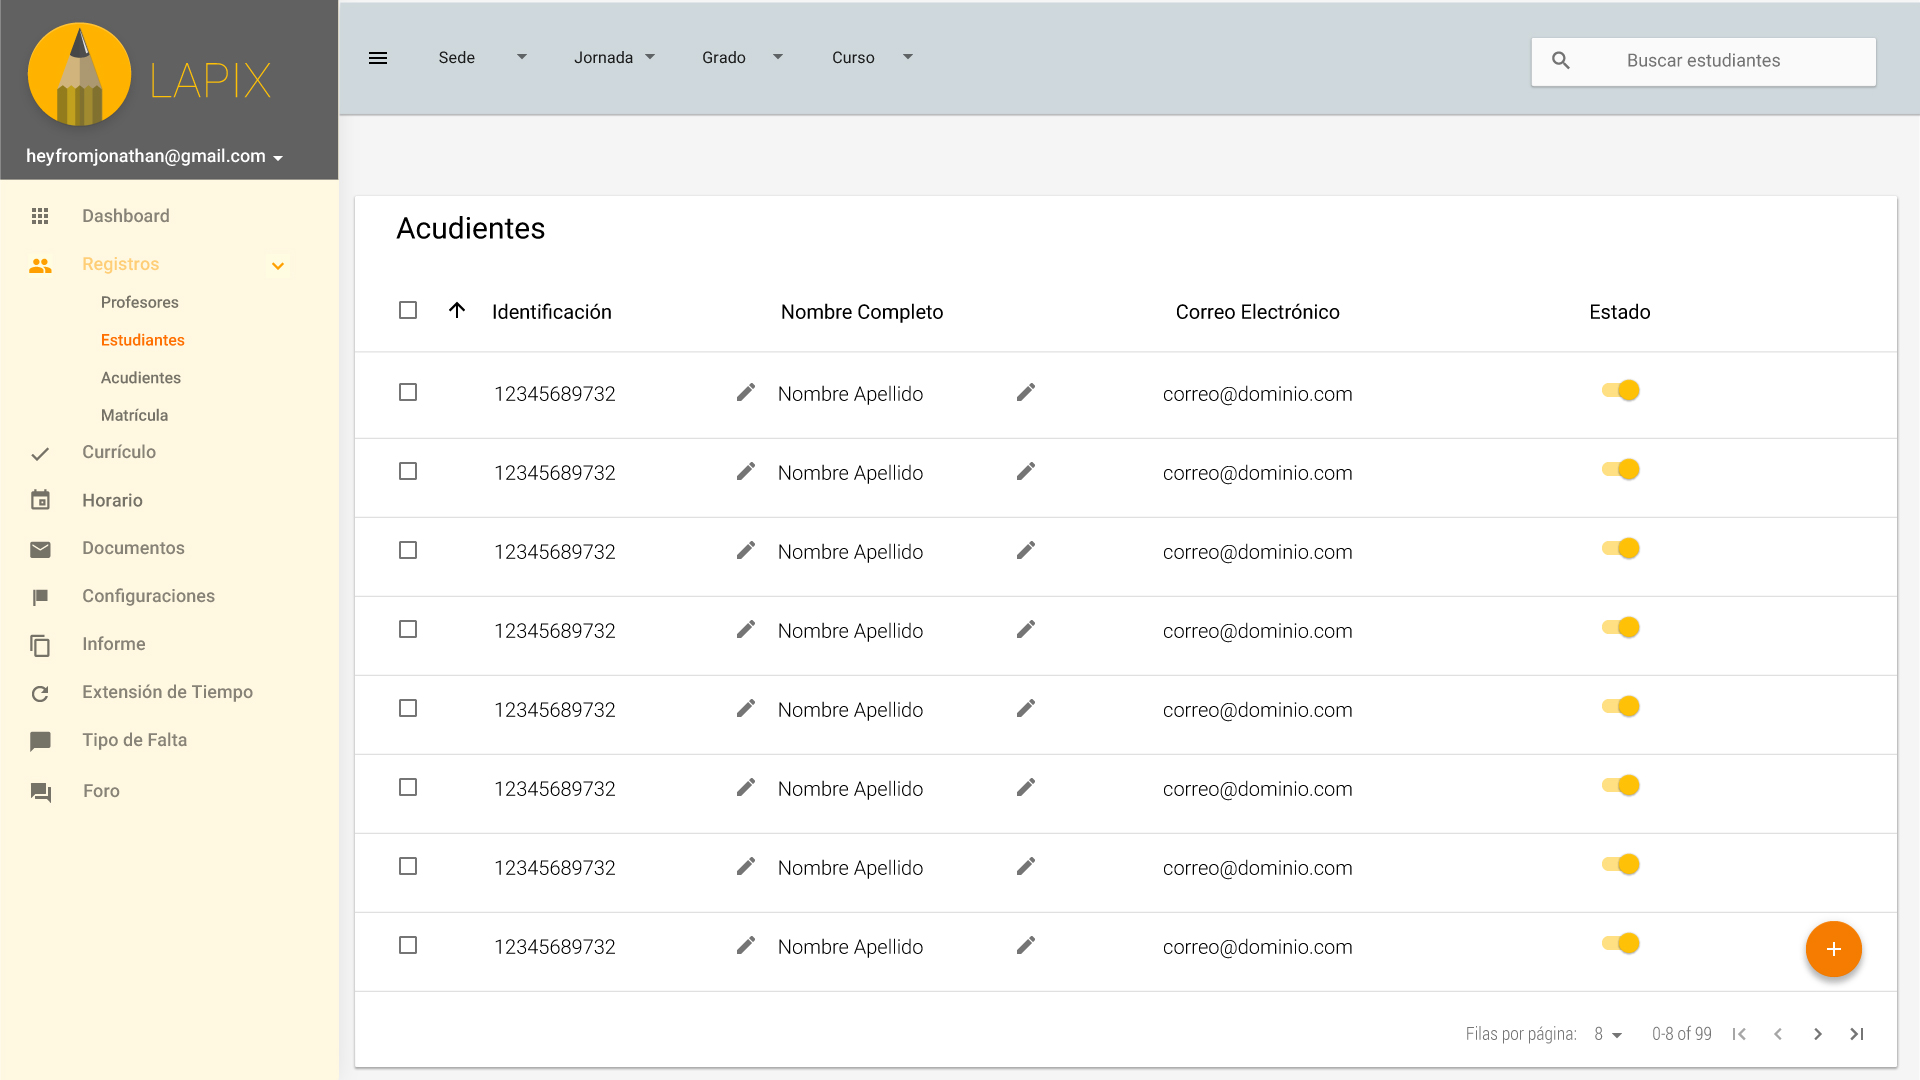 LAPIX
heyfromjonathan@gmail.com
Dashboard
Registros
Profesores
Estudiantes
Acudientes
Matrícula
Currículo
Horario
Documentos
Configuraciones
Informe
Extensión de Tiempo
Tipo de Falta
Foro
Sede Jornada Grado Curso Buscar estudiantes
Acudientes
Identificación Nombre Completo Correo Electrónico Estado
12345689732 Nombre Apellido correo@dominio.com
12345689732 Nombre Apellido correo@dominio.com
12345689732 Nombre Apellido correo@dominio.com
12345689732 Nombre Apellido correo@dominio.com
12345689732 Nombre Apellido correo@dominio.com
12345689732 Nombre Apellido correo@dominio.com
12345689732 Nombre Apellido correo@dominio.com
12345689732 Nombre Apellido correo@dominio.com
Filas por página: 8 0-8 of 99